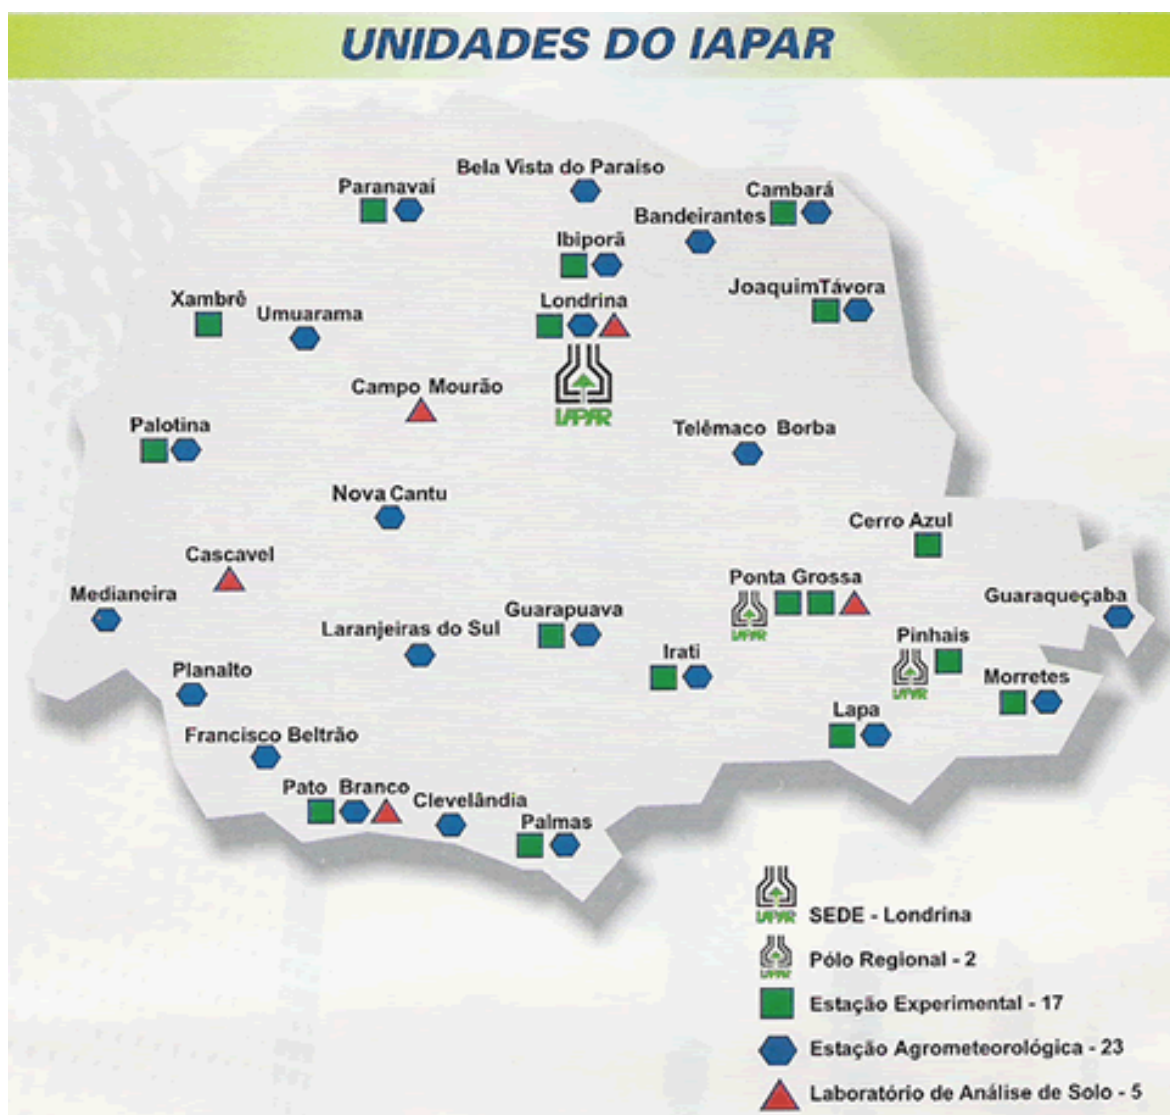 UNIDADES DO IAPAR
Bela Vista do Paraíso
Paranavaí
Cambará
Bandeirantes
Ibiporã
JoaquimTávora
Xambrê
Londrina
Umuarama
IAPAR
Campo Mourão
Palotina
Telêmaco Borba
Nova Cantu
Cerro Azul
Cascavel
Ponta Grossa
IAPAR
Medianeira
Guaraqueçaba
Guarapuava
Laranjeiras do Sul
Pinhais
IAPAR
Irati
Planalto
Morretes
Lapa
Francisco Beltrão
Pato Branco
Clevelândia
Palmas
IAPAR
SEDE - Londrina
IAPAR
Pólo Regional - 2
Estação Experimental - 17
Estação Agrometeorológica - 23
Laboratório de Análise de Solo - 5